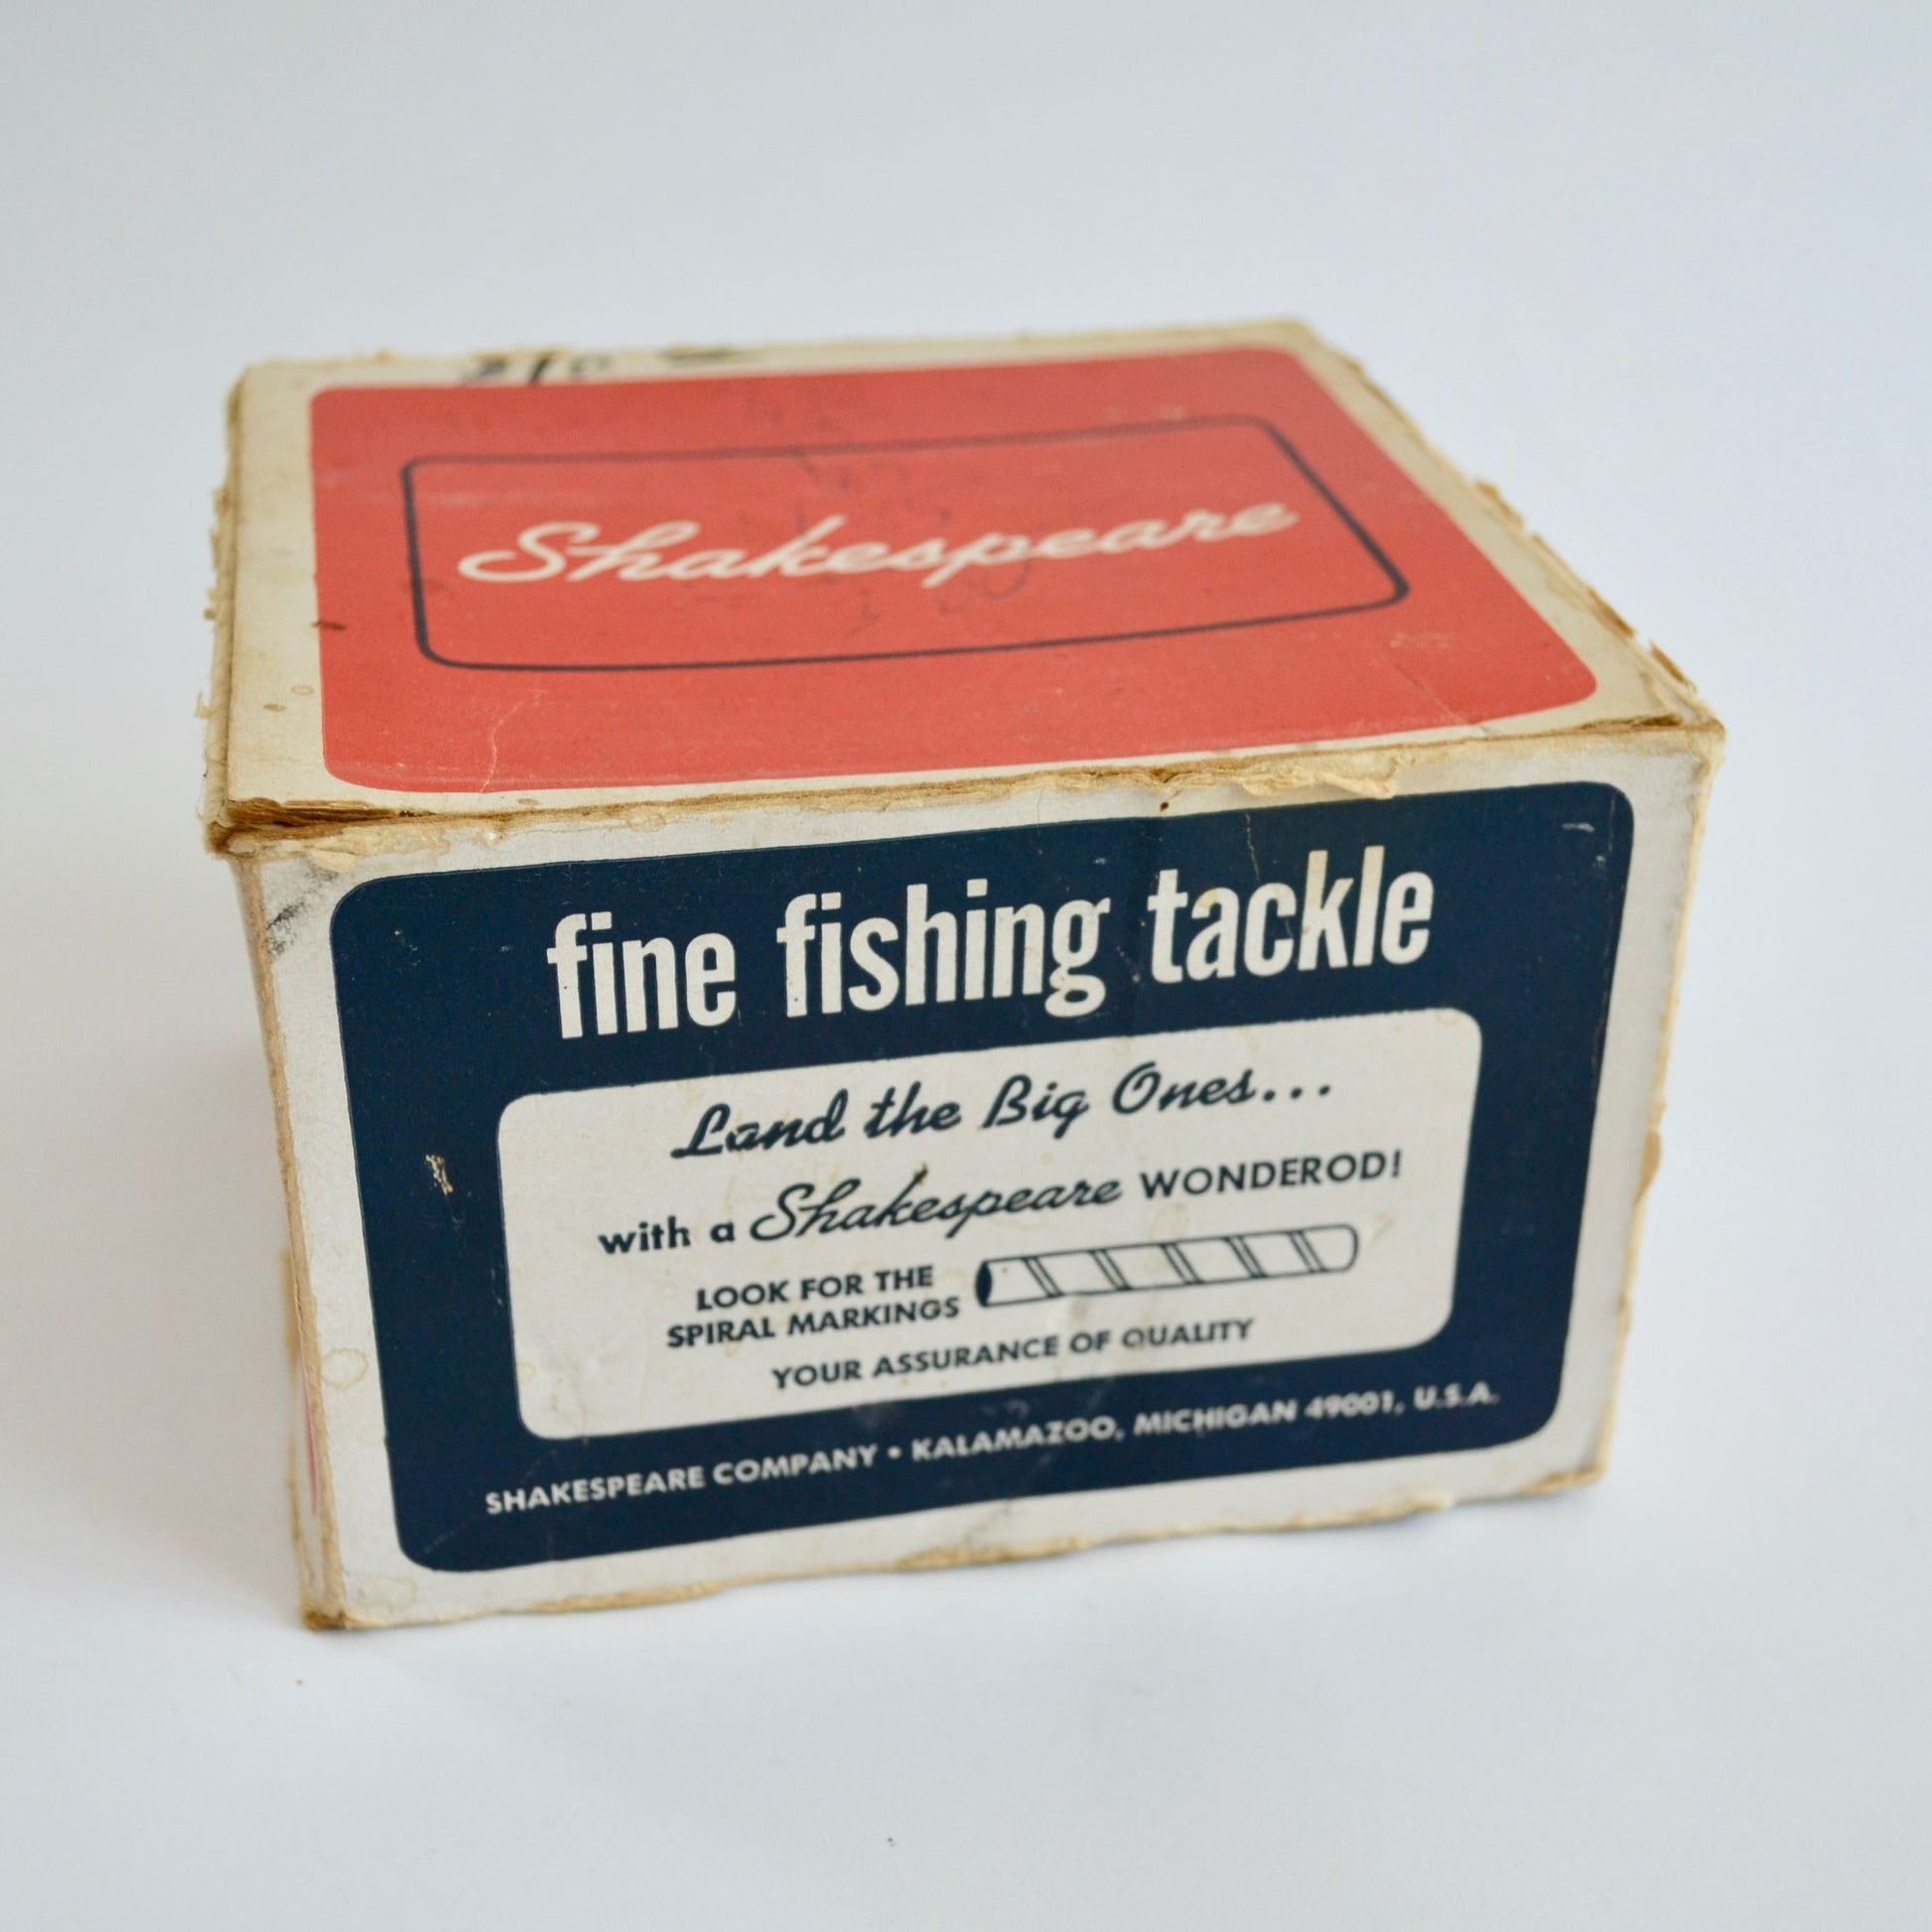 Shakespeare
fine fishing tackle
Land the Big Ones...
with a Shakespeare WONDEROD!
LOOK FOR THE
SPIRAL MARKINGS
YOUR ASSURANCE OF QUALITY
SHAKESPEARE COMPANY • KALAMAZOO, MICHIGAN 49001, U.S.A.